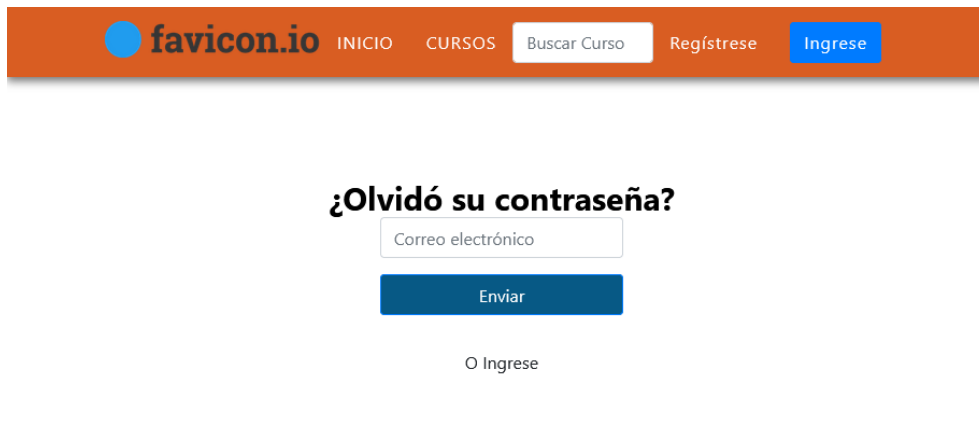 favicon.io INICIO CURSOS Buscar Curso Regístrese Ingrese
¿Olvidó su contraseña?
Correo electrónico
Enviar
O Ingrese